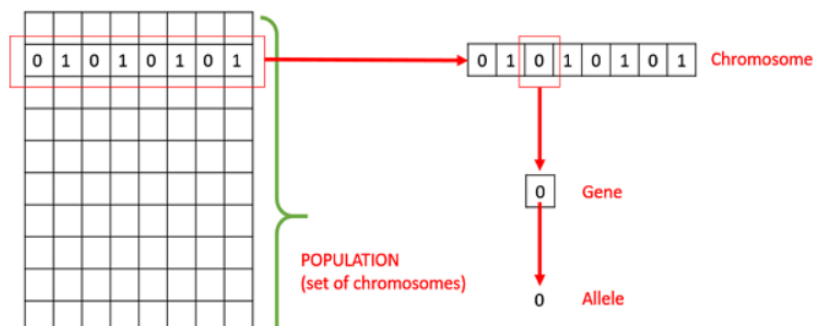 0 1 0 1 0 1 0 1
0 1 0 1 0 1 0 1 Chromosome
0 Gene
POPULATION
(set of chromosomes)
0 Allele